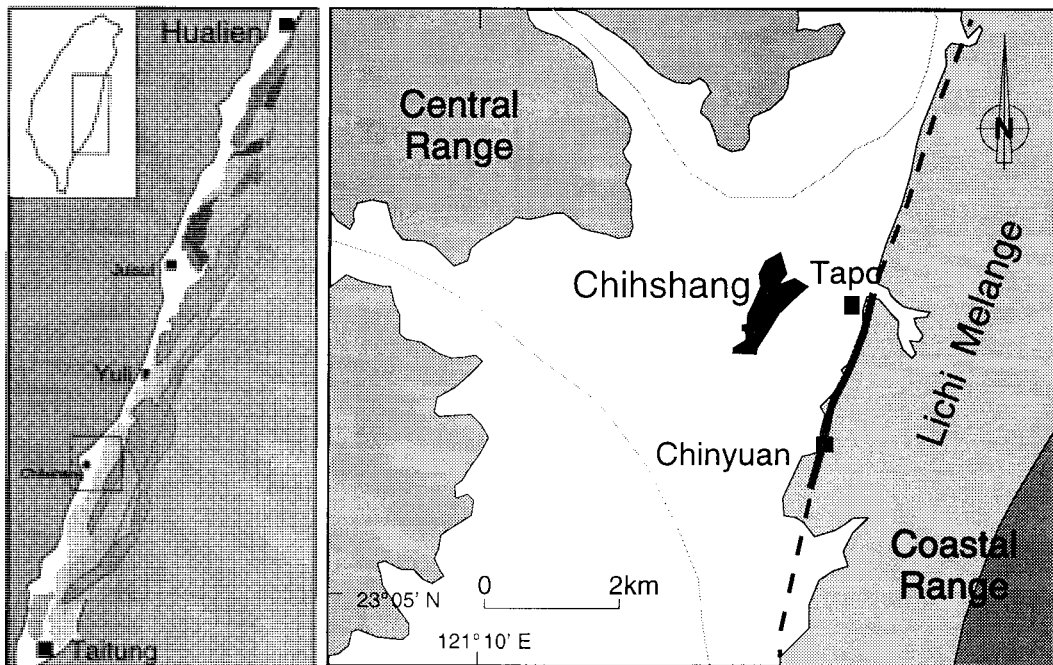 Hualien
Yuli
Taitung
Central
Range
N
Chihshang
Tapo
Lichi Melange
Chinyuan
Coastal
Range
0 2km
23°05' N
121°10' E